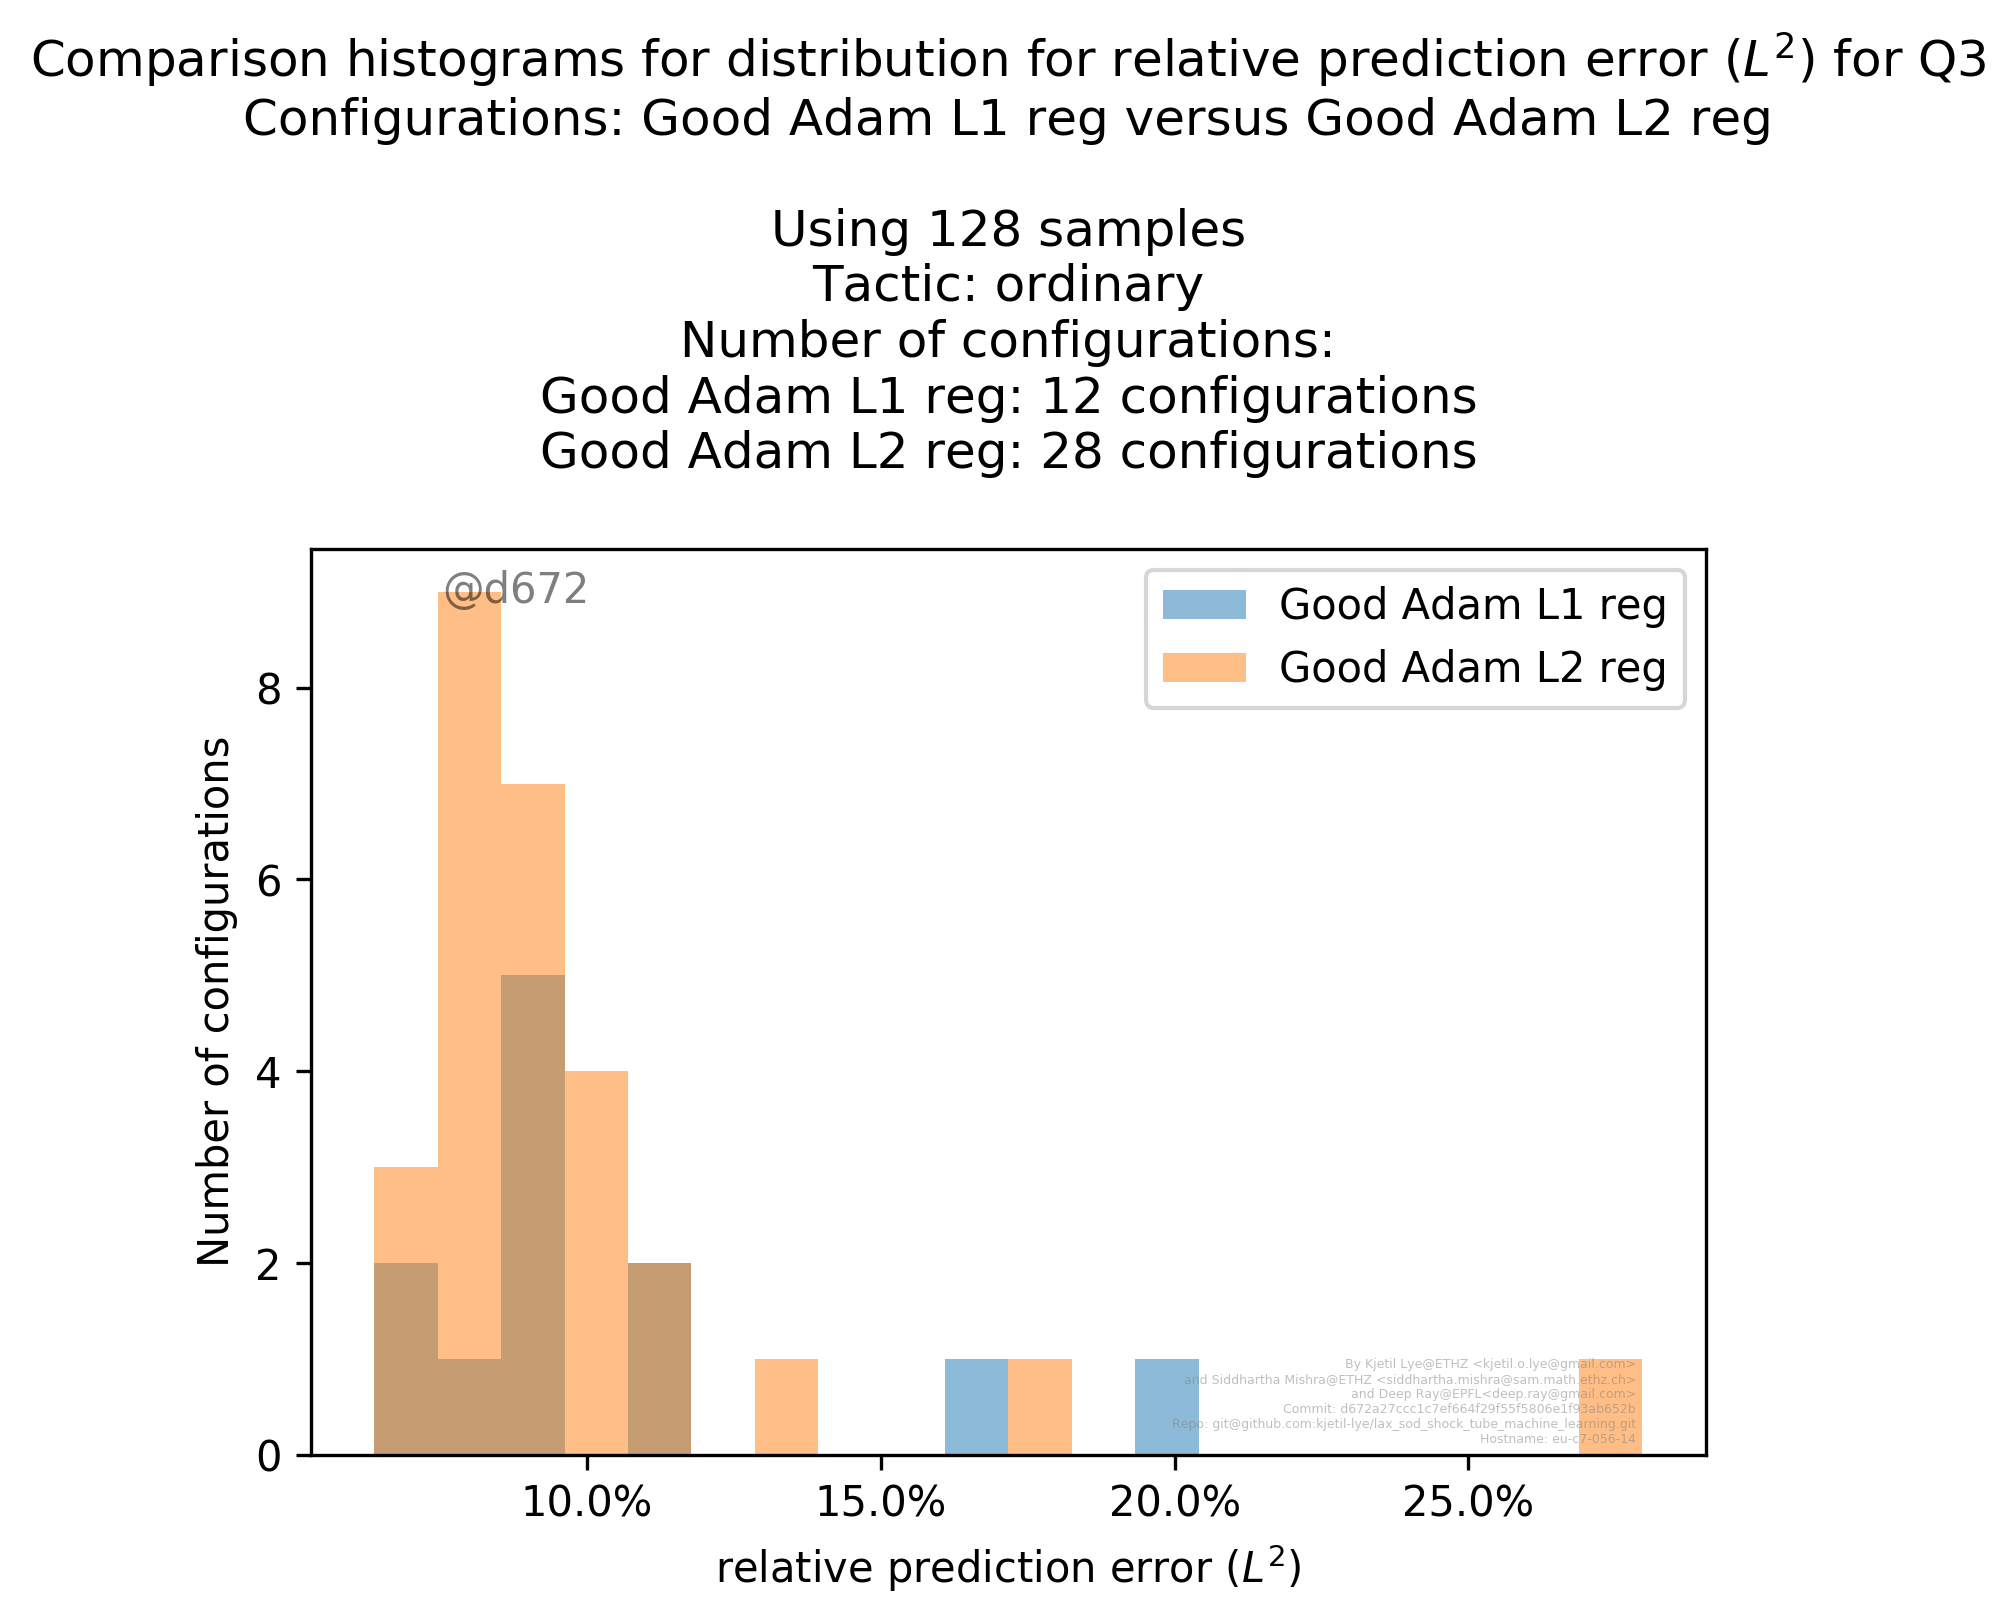 Comparison histograms for distribution for relative prediction error (L²) for Q3
Configurations: Good Adam L1 reg versus Good Adam L2 reg
Using 128 samples
Tactic: ordinary
Number of configurations:
Good Adam L1 reg: 12 configurations
Good Adam L2 reg: 28 configurations
@d672
Good Adam L1 reg
Good Adam L2 reg
Number of configurations
8
6
4
2
0
By Kjetil Lye@ETHZ <kjetil.o.lye@gmail.com>
and Siddhartha Mishra@ETHZ <siddhartha.mishra@sam.math.ethz.ch>
and Deep Ray@EPFL<deep.ray@gmail.com>
Commit: d672a27ccc1c7ef664f29f55f5806e1f93ab652b
Repo: git@github.com:kjetil-lye/lax_sod_shock_tube_machine_learning.git
Hostname: eu-c7-056-14
10.0% 15.0% 20.0% 25.0%
relative prediction error (L²)